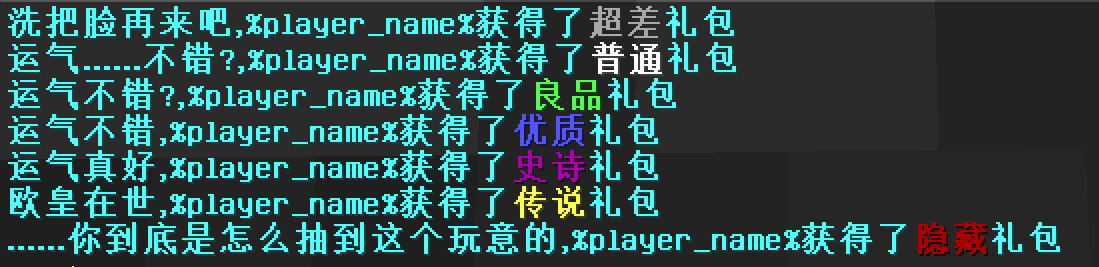 洗把脸再来吧,%player_name%获得了超差礼包
运气......不错?,%player_name%获得了普通礼包
运气不错?,%player_name%获得了良品礼包
运气不错,%player_name%获得了优质礼包
运气真好,%player_name%获得了史诗礼包
欧皇在世,%player_name%获得了传说礼包
......你到底是怎么抽到这个玩意的,%player_name%获得了隐藏礼包